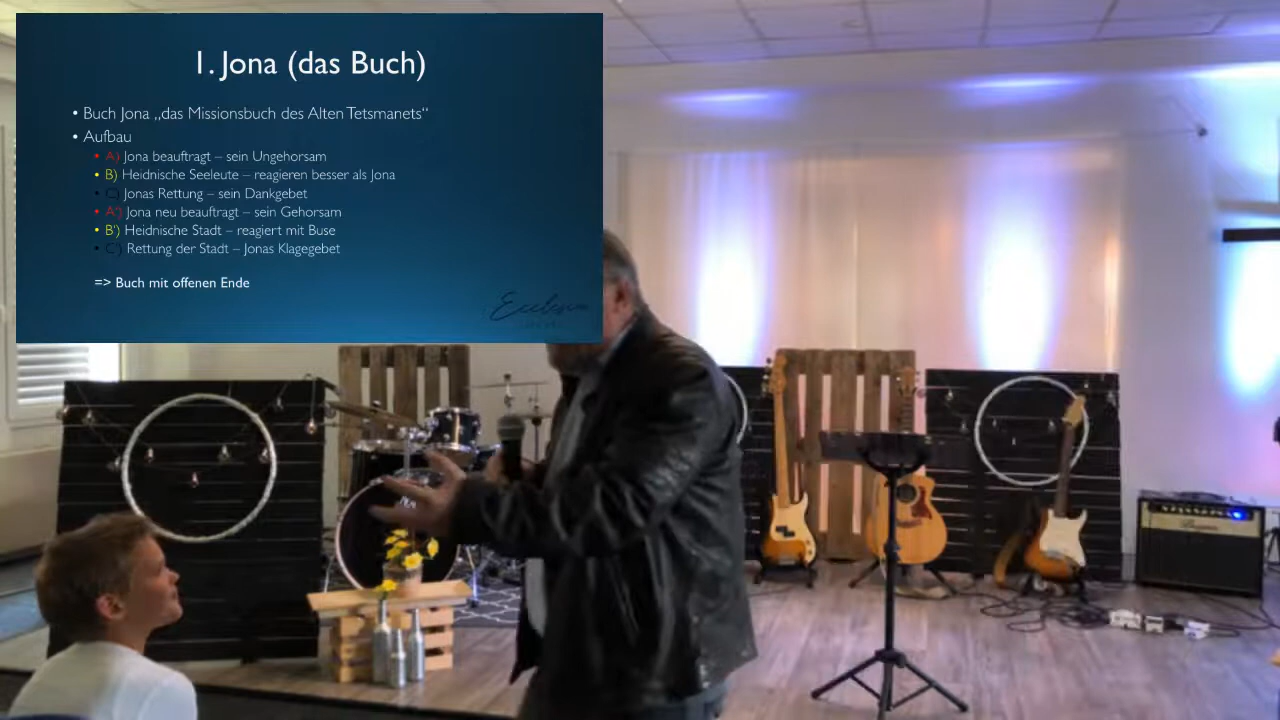 1. Jona (das Buch)
• Buch Jona „das Missionsbuch des Alten Tetsmanets“
• Aufbau
• A) Jona beauftragt – sein Ungehorsam
• B) Heidnische Seeleute – reagieren besser als Jona
• C) Jonas Rettung – sein Dankgebet
• A') Jona neu beauftragt – sein Gehorsam
• B') Heidnische Stadt – reagiert mit Buse
• C') Rettung der Stadt – Jonas Klagegebet
=> Buch mit offenen Ende
Ecclesia